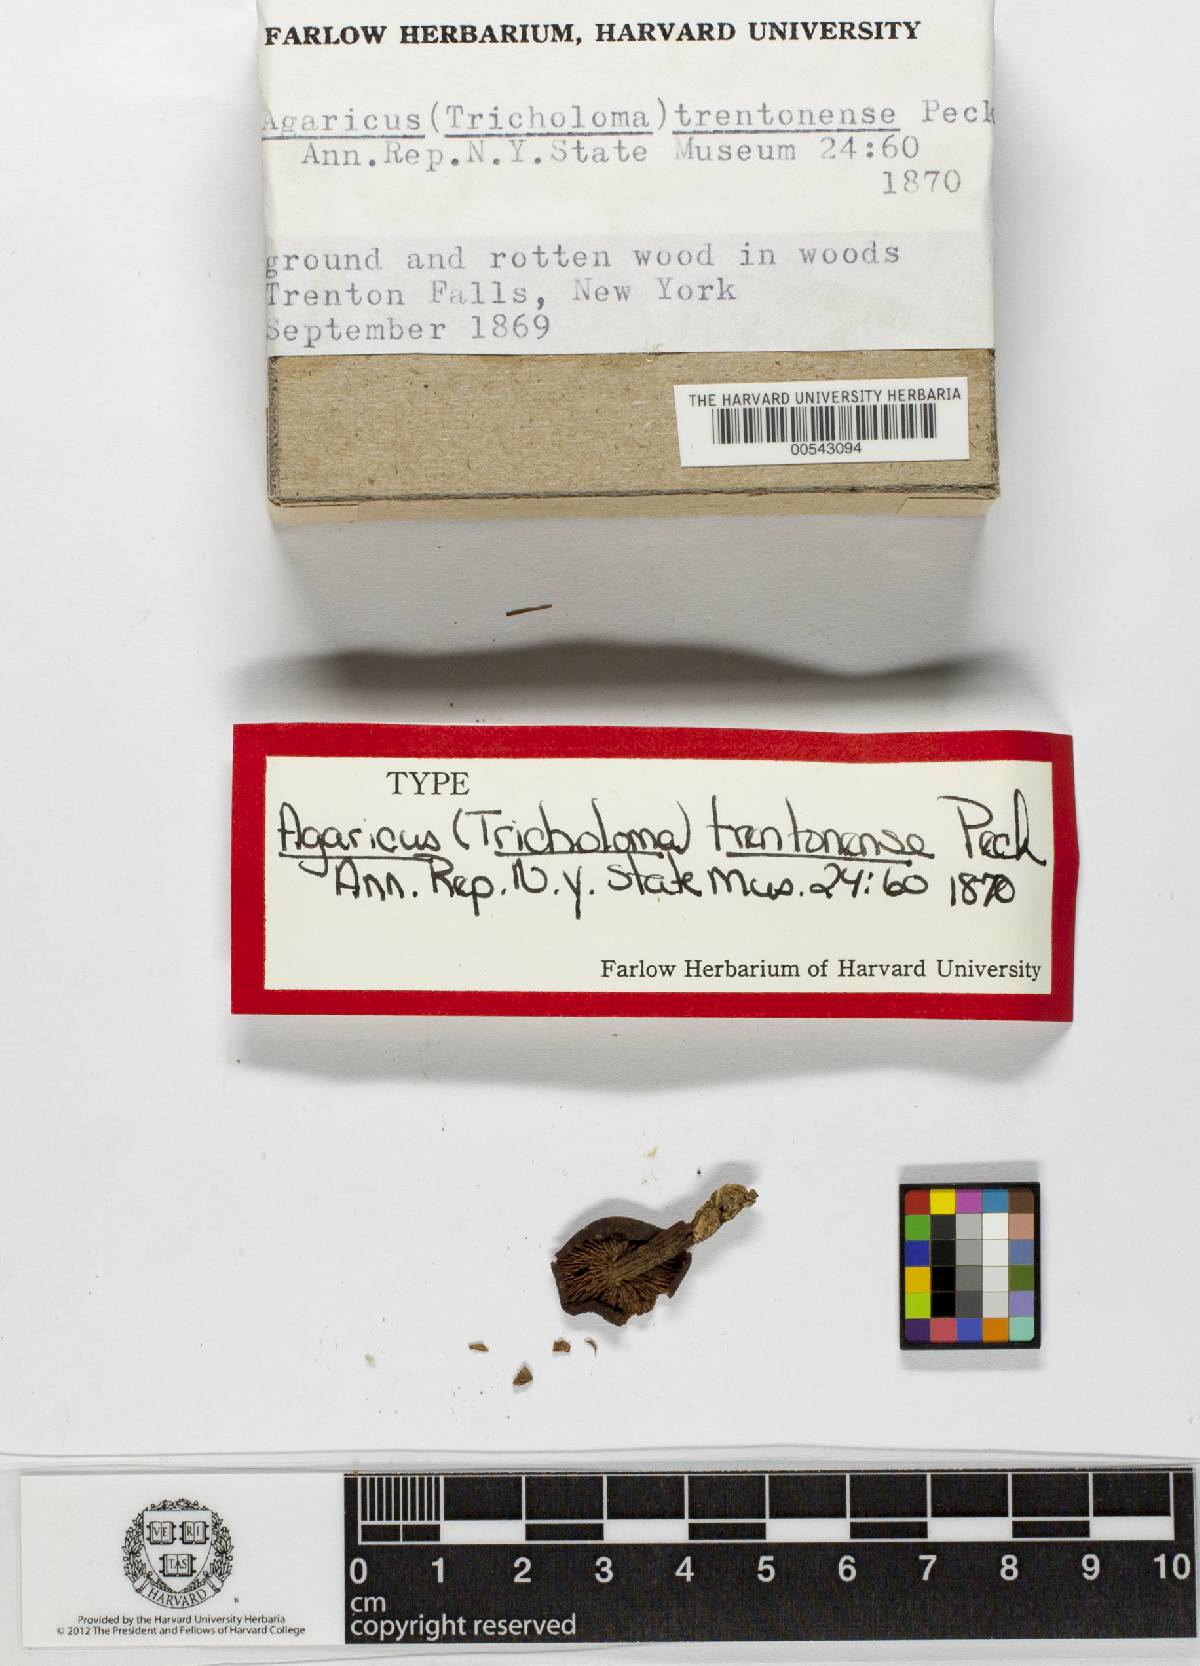 FARLOW HERBARIUM, HARVARD UNIVERSITY
Agaricus(Tricholoma)trentonense Peck
Ann.Rep.N.Y.State Museum 24:60
1870
ground and rotten wood in woods
Trenton Falls, New York
September 1869
THE HARVARD UNIVERSITY HERBARIA
00543094
TYPE
Agaricus (Tricholoma) trentonense Peck
Ann. Rep. N.Y. State Mus. 24:60 1870
Farlow Herbarium of Harvard University
VE RI
TAS
HARVARD
Provided by the Harvard University Herbaria
© 2012 The President and Fellows of Harvard College
0 1 2 3 4 5 6 7 8 9 10
cm
copyright reserved